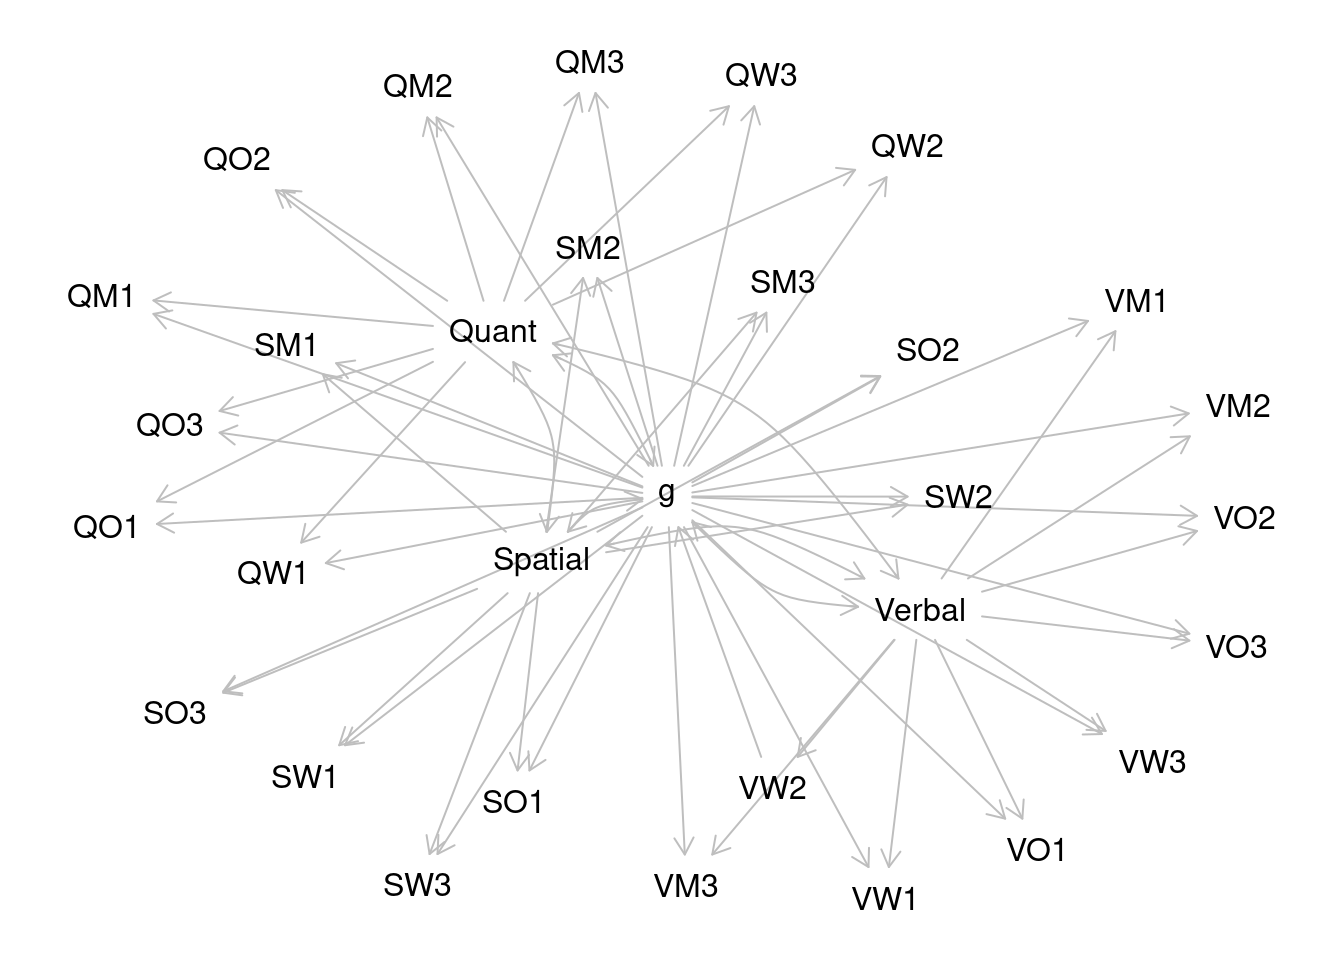 QM3
QW3
QM2
QW2
QO2
SM2
SM3
QM1
VM1
Quant
SM1
SO2
VM2
QO3
g
SW2
VO2
QO1
Spatial
QW1
Verbal
VO3
SO3
VW3
SW1
VW2
SO1
VO1
SW3
VM3
VW1